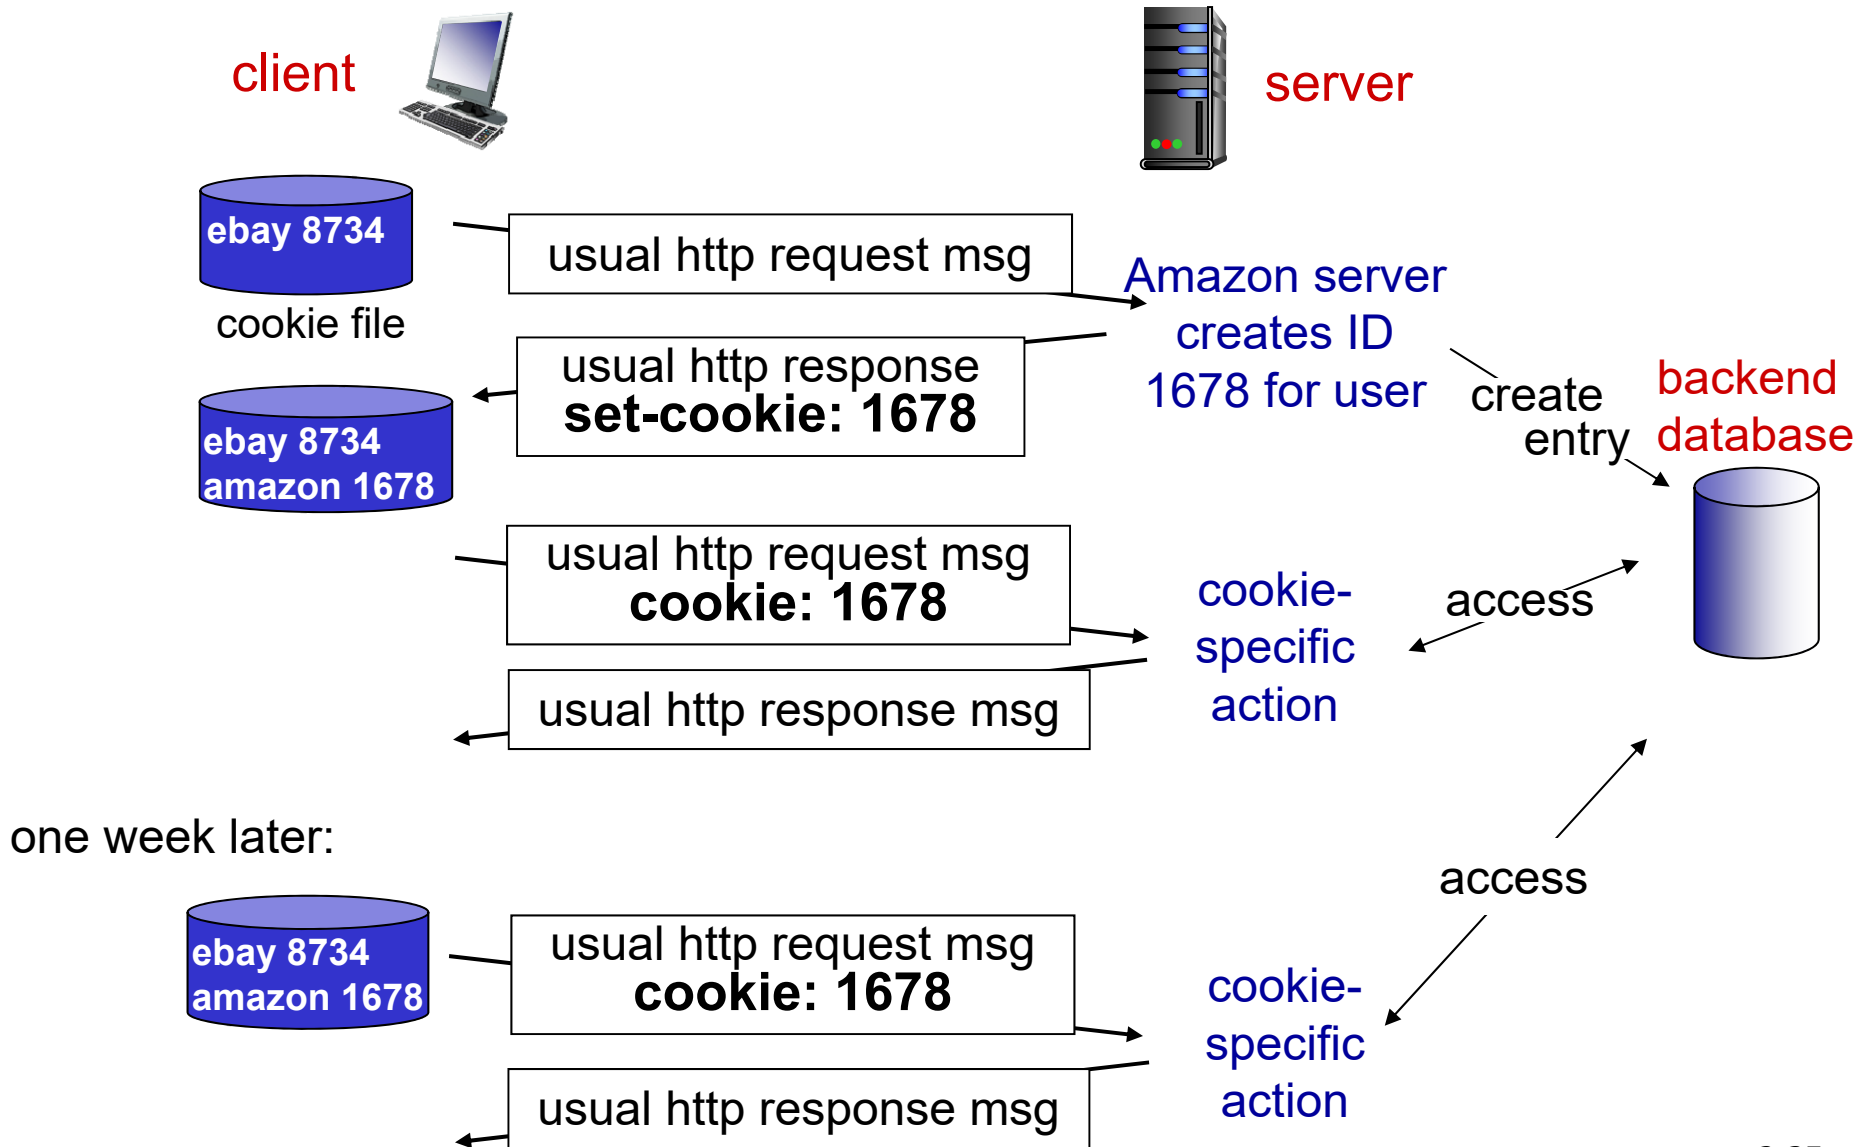 client
server
ebay 8734
cookie file
usual http request msg
Amazon server
creates ID
1678 for user
usual http response
set-cookie: 1678
create
entry
backend
database
ebay 8734
amazon 1678
usual http request msg
cookie: 1678
cookie-
specific
action
access
usual http response msg
one week later:
access
ebay 8734
amazon 1678
usual http request msg
cookie: 1678
cookie-
specific
action
usual http response msg